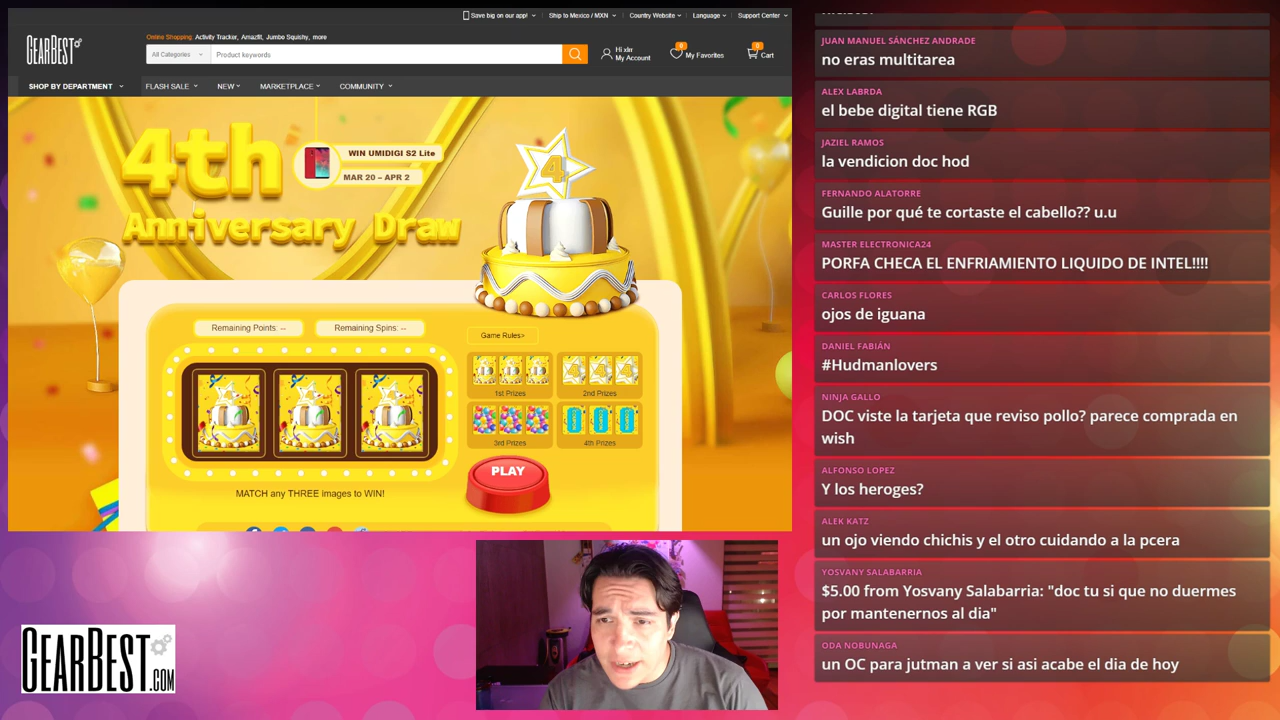 Save big on our app!
Ship to Mexico / MXN
Country Website
Language
Support Center
GEARBEST
Online Shopping Activity Tracker, Amazfit, Jumbo Squishy, more
All Categories
Product keywords
Hi xlrr
My Account
0
My Favorites
0
Cart
SHOP BY DEPARTMENT
FLASH SALE
NEW
MARKETPLACE
COMMUNITY
4th
WIN UMIDIGI S2 Lite
MAR 20 – APR 2
Anniversary Draw
4
Remaining Points: --
Remaining Spins: --
Game Rules>
1st Prizes
2nd Prizes
3rd Prizes
4th Prizes
PLAY
MATCH any THREE images to WIN!
GEARBEST.COM
JUAN MANUEL SÁNCHEZ ANDRADE
no eras multitarea
ALEX LABRDA
el bebe digital tiene RGB
JAZIEL RAMOS
la vendicion doc hod
FERNANDO ALATORRE
Guille por qué te cortaste el cabello?? u.u
MASTER ELECTRONICA24
PORFA CHECA EL ENFRIAMIENTO LIQUIDO DE INTEL!!!!
CARLOS FLORES
ojos de iguana
DANIEL FABIÁN
#Hudmanlovers
NINJA GALLO
DOC viste la tarjeta que reviso pollo? parece comprada en
wish
ALFONSO LOPEZ
Y los heroges?
ALEK KATZ
un ojo viendo chichis y el otro cuidando a la pcera
YOSVANY SALABARRIA
$5.00 from Yosvany Salabarria: "doc tu si que no duermes
por mantenernos al dia"
ODA NOBUNAGA
un OC para jutman a ver si asi acabe el dia de hoy